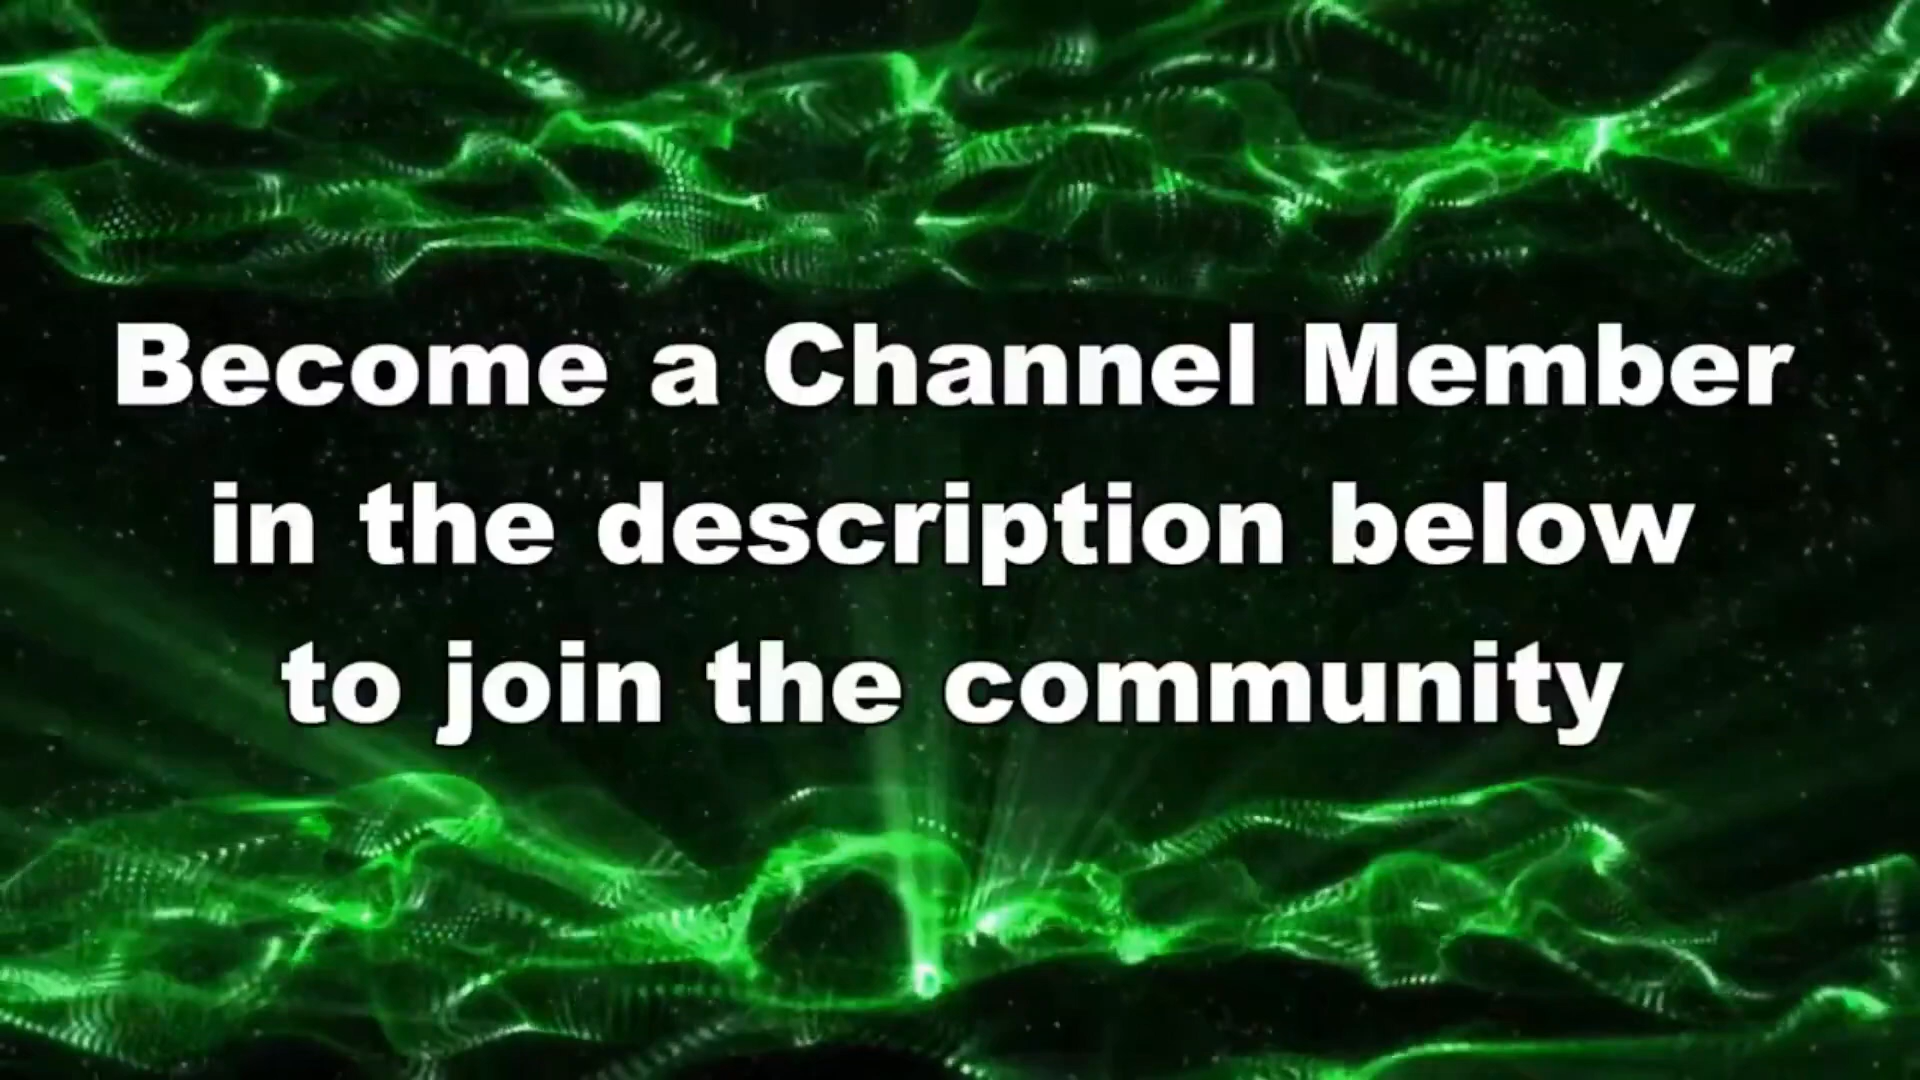 Become a Channel Member
in the description below
to join the community